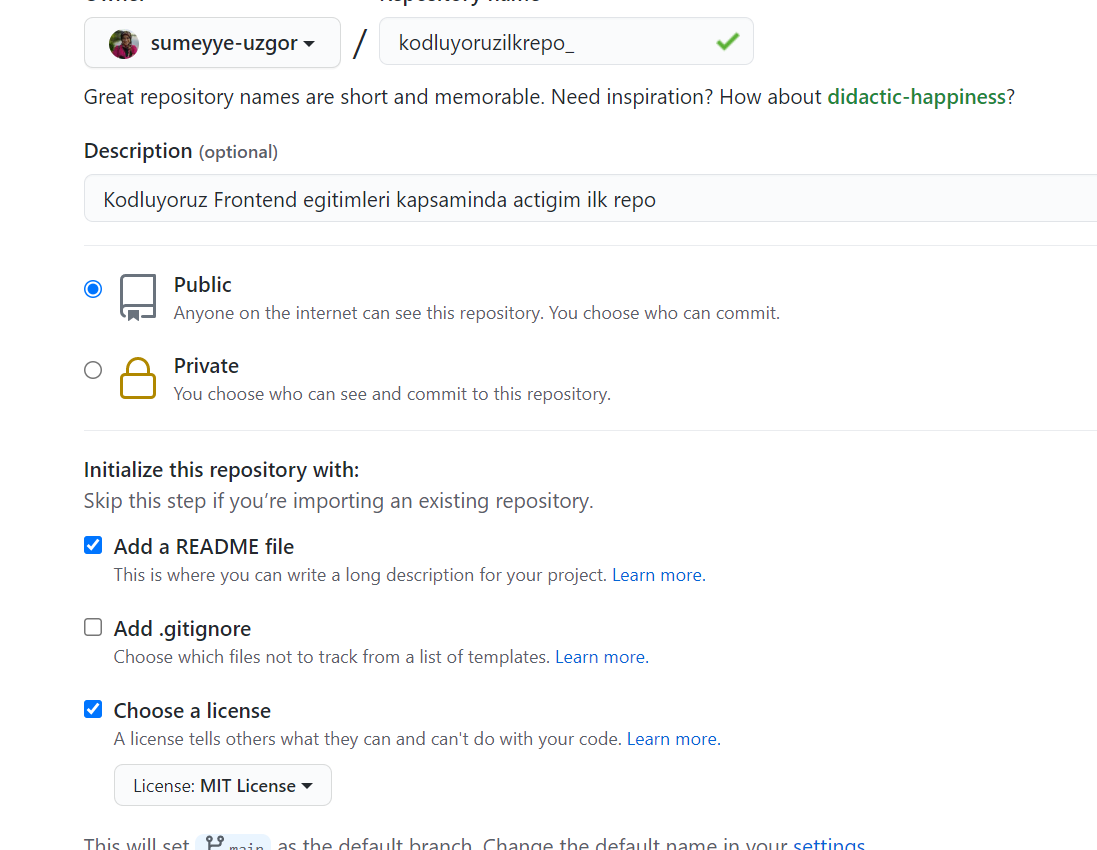 Owner Repository name
sumeyye-uzgor / kodluyoruzilkrepo_
Great repository names are short and memorable. Need inspiration? How about didactic-happiness?
Description (optional)
Kodluyoruz Frontend egitimleri kapsaminda actigim ilk repo
Public
Anyone on the internet can see this repository. You choose who can commit.
Private
You choose who can see and commit to this repository.
Initialize this repository with:
Skip this step if you’re importing an existing repository.
Add a README file
This is where you can write a long description for your project. Learn more.
Add .gitignore
Choose which files not to track from a list of templates. Learn more.
Choose a license
A license tells others what they can and can't do with your code. Learn more.
License: MIT License
This will set main as the default branch. Change the default name in your settings